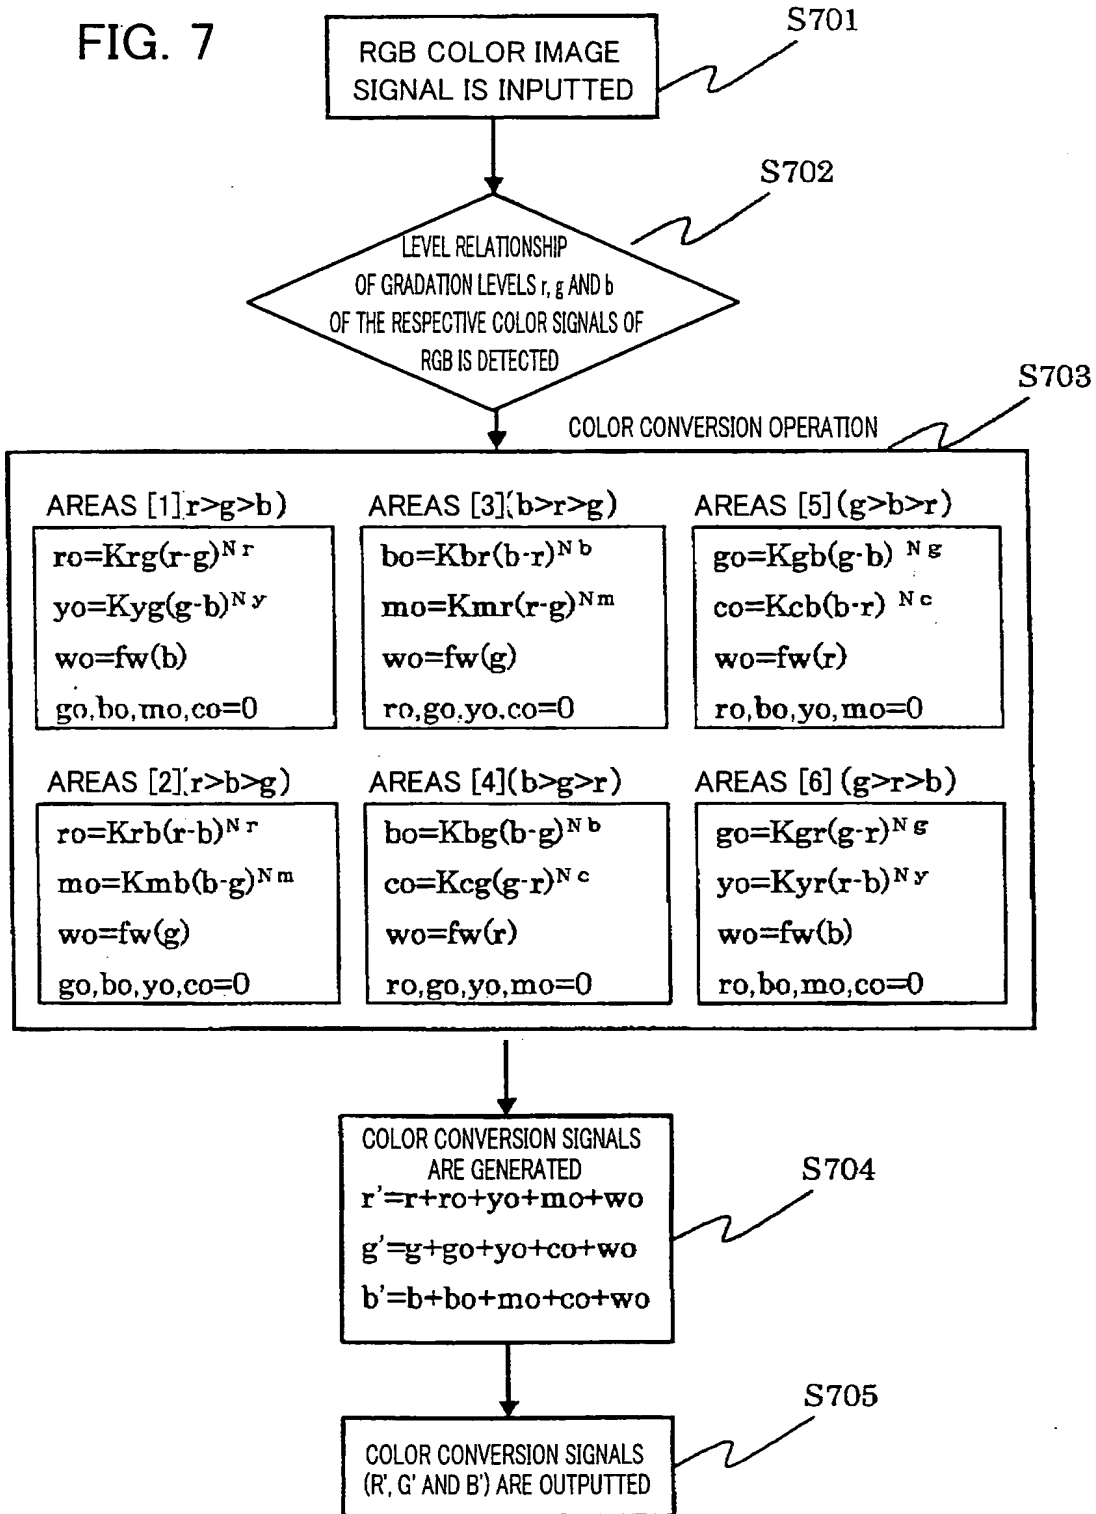 FIG. 7
S701
RGB COLOR IMAGE
SIGNAL IS INPUTTED
S702
LEVEL RELATIONSHIP
OF GRADATION LEVELS r, g AND b
OF THE RESPECTIVE COLOR SIGNALS OF
RGB IS DETECTED
S703
COLOR CONVERSION OPERATION
AREAS [1](r>g>b)
ro=Krg(r-g)^Nr
yo=Kyg(g-b)^Ny
wo=fw(b)
go,bo,mo,co=0
AREAS [3](b>r>g)
bo=Kbr(b-r)^Nb
mo=Kmr(r-g)^Nm
wo=fw(g)
ro,go,yo,co=0
AREAS [5](g>b>r)
go=Kgb(g-b)^Ng
co=Kcb(b-r)^Nc
wo=fw(r)
ro,bo,yo,mo=0
AREAS [2](r>b>g)
ro=Krb(r-b)^Nr
mo=Kmb(b-g)^Nm
wo=fw(g)
go,bo,yo,co=0
AREAS [4](b>g>r)
bo=Kbg(b-g)^Nb
co=Kcg(g-r)^Nc
wo=fw(r)
ro,go,yo,mo=0
AREAS [6](g>r>b)
go=Kgr(g-r)^Ng
yo=Kyr(r-b)^Ny
wo=fw(b)
ro,bo,mo,co=0
COLOR CONVERSION SIGNALS
ARE GENERATED
r'=r+ro+yo+mo+wo
g'=g+go+yo+co+wo
b'=b+bo+mo+co+wo
S704
S705
COLOR CONVERSION SIGNALS
(R', G' AND B') ARE OUTPUTTED